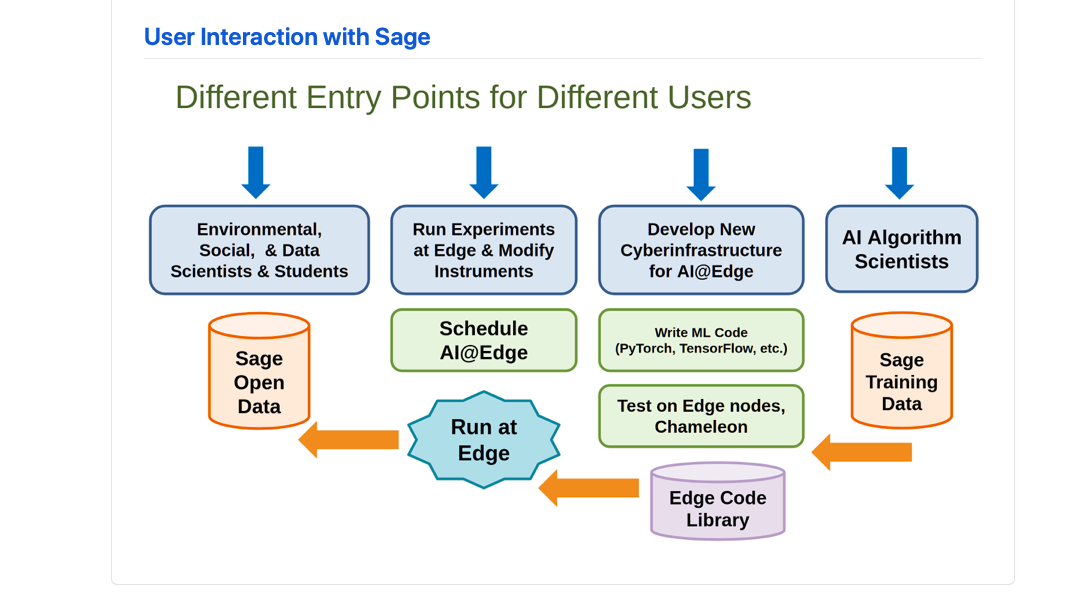 User Interaction with Sage
Different Entry Points for Different Users
Environmental,
Social, & Data
Scientists & Students
Run Experiments
at Edge & Modify
Instruments
Develop New
Cyberinfrastructure
for AI@Edge
AI Algorithm
Scientists
Sage
Open
Data
Schedule
AI@Edge
Write ML Code
(PyTorch, TensorFlow, etc.)
Sage
Training
Data
Run at
Edge
Test on Edge nodes,
Chameleon
Edge Code
Library